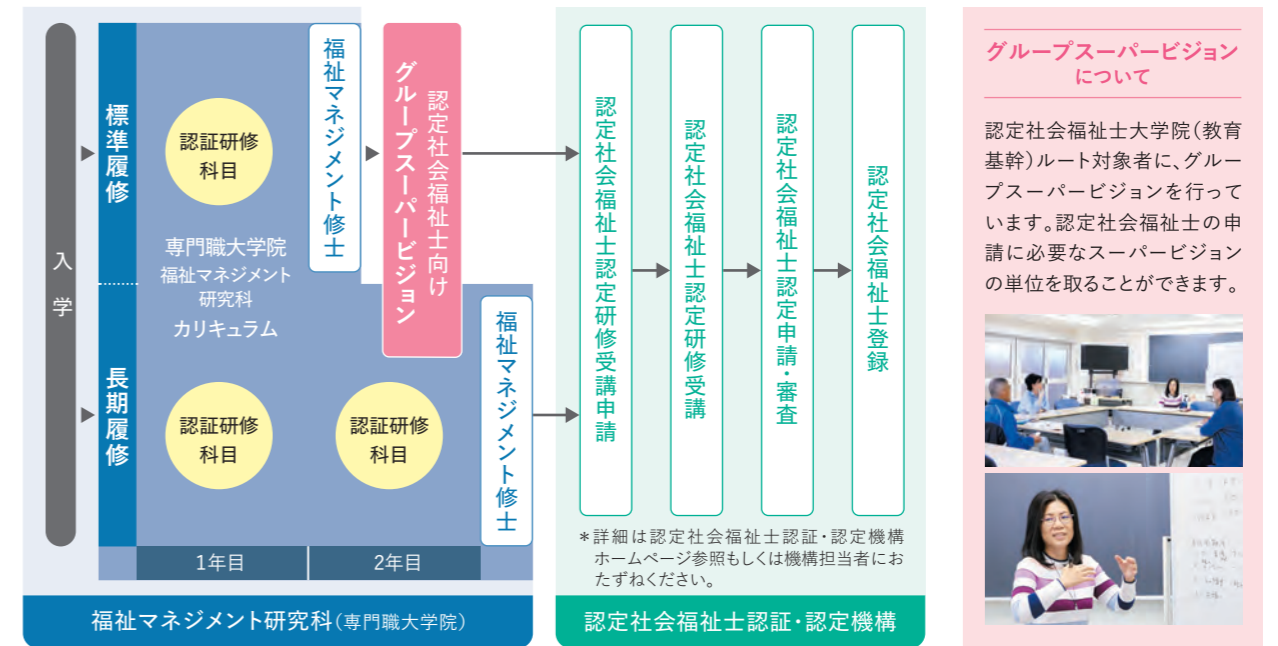 入学
標準履修
長期履修
認証研修
科目
専門職大学院
福祉マネジメント
研究科
カリキュラム
認証研修
科目
認証研修
科目
1年目
2年目
福祉マネジメント修士
認定社会福祉士向け
グループスーパービジョン
福祉マネジメント修士
福祉マネジメント研究科(専門職大学院)
認定社会福祉士認定研修受講申請
認定社会福祉士認定研修受講
認定社会福祉士認定申請・審査
認定社会福祉士登録
*詳細は認定社会福祉士認証・認定機構
ホームページ参照もしくは機構担当者にお
たずねください。
認定社会福祉士認証・認定機構
グループスーパービジョン
について
認定社会福祉士大学院(教育
基幹)ルート対象者に、グルー
プスーパービジョンを行って
います。認定社会福祉士の申
請に必要なスーパービジョン
の単位を取ることができます。